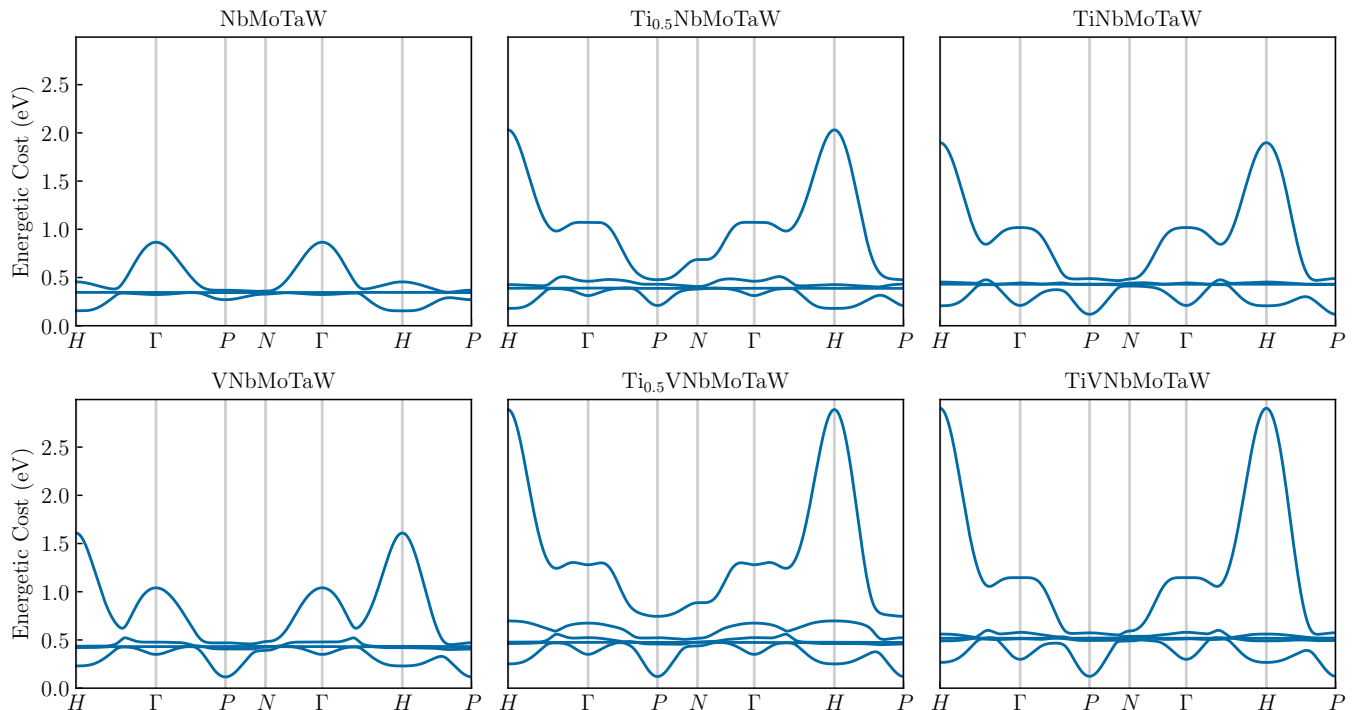 NbMoTaW
Ti0.5NbMoTaW
TiNbMoTaW
Energetic Cost (eV)
2.5
2.0
1.5
1.0
0.5
0.0
H Γ P N Γ H P
H Γ P N Γ H P
H Γ P N Γ H P
VNbMoTaW
Ti0.5VNbMoTaW
TiVNbMoTaW
Energetic Cost (eV)
2.5
2.0
1.5
1.0
0.5
0.0
H Γ P N Γ H P
H Γ P N Γ H P
H Γ P N Γ H P